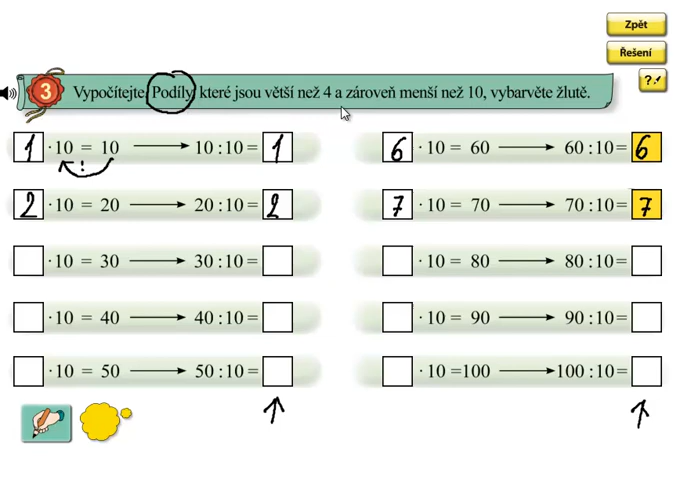 Zpět
Řešení
?
3 Vypočítejte. Podíly, které jsou větší než 4 a zároveň menší než 10, vybarvěte žlutě.
1 · 10 = 10 → 10 : 10 = 1
:
6 · 10 = 60 → 60 : 10 = 6
2 · 10 = 20 → 20 : 10 = 2
7 · 10 = 70 → 70 : 10 = 7
· 10 = 30 → 30 : 10 =
· 10 = 80 → 80 : 10 =
· 10 = 40 → 40 : 10 =
· 10 = 90 → 90 : 10 =
· 10 = 50 → 50 : 10 =
· 10 = 100 → 100 : 10 =